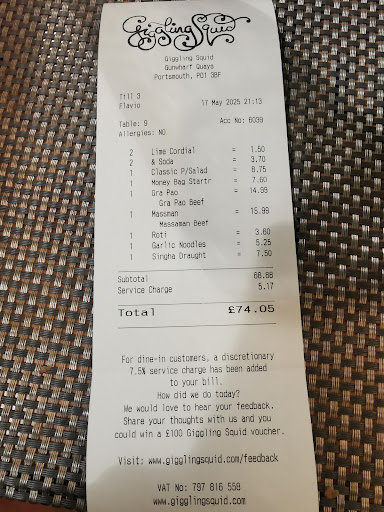 Giggling Squid
Giggling Squid
Gunwharf Quays
Portsmouth, PO1 3BF
Till 3
Flavio 17 May 2025 21:13
Table: 9 Acc No: 6039
Allergies: NO
2 Lime Cordial = 1.50
2 & Soda = 3.70
1 Classic P/Salad = 8.75
1 Money Bag Startr = 7.60
1 Gra Pao = 14.99
Gra Pao Beef
1 Massman = 15.99
Massaman Beef
1 Roti = 3.60
1 Garlic Noodles = 5.25
1 Singha Draught = 7.50
Subtotal 68.88
Service Charge 5.17
Total £74.05
For dine-in customers, a discretionary
7.5% service charge has been added
to your bill.
How did we do today?
We would love to hear your feedback.
Share your thoughts with us and you
could win a £100 Giggling Squid voucher.
Visit: www.gigglingsquid.com/feedback
VAT No: 797 816 558
www.gigglingsquid.com